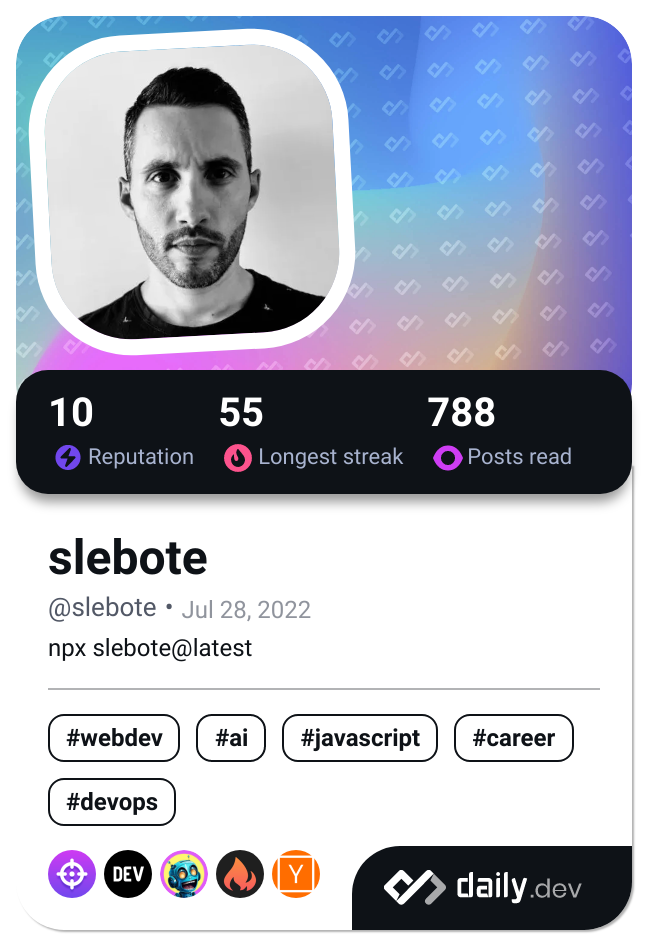 10 55 788
Reputation Longest streak Posts read
slebote
@slebote • Jul 28, 2022
npx slebote@latest
#webdev #ai #javascript #career
#devops
DEV Y daily.dev